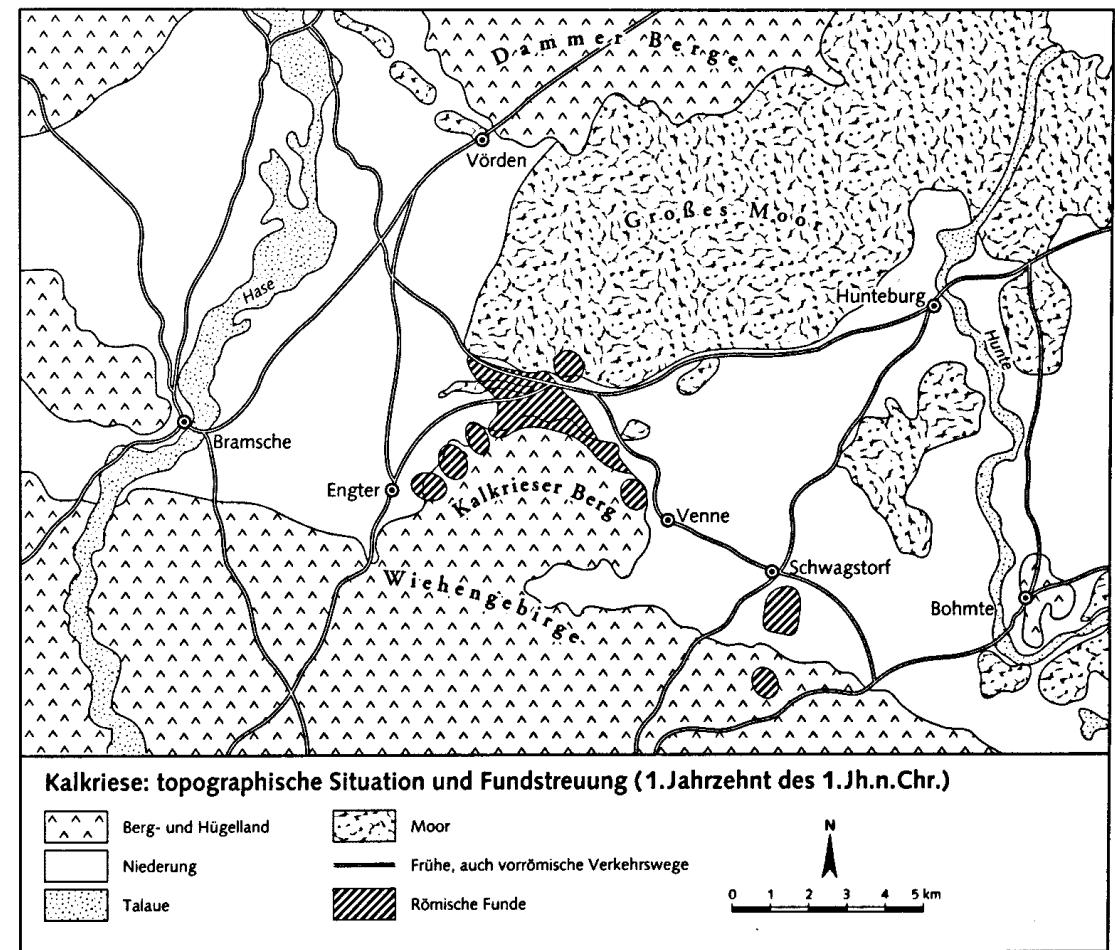 Dammer Berge
Vörden
Großes Moor
Hase
Hunteburg
Hunte
Bramsche
Engter
Kalkrieser Berg
Venne
Wiehengebirge
Schwagstorf
Bohmte
Kalkriese: topographische Situation und Fundstreuung (1.Jahrzehnt des 1.Jh.n.Chr.)
Berg- und Hügelland
Niederung
Talaue
Moor
Frühe, auch vorrömische Verkehrswege
Römische Funde
N
0 1 2 3 4 5 km